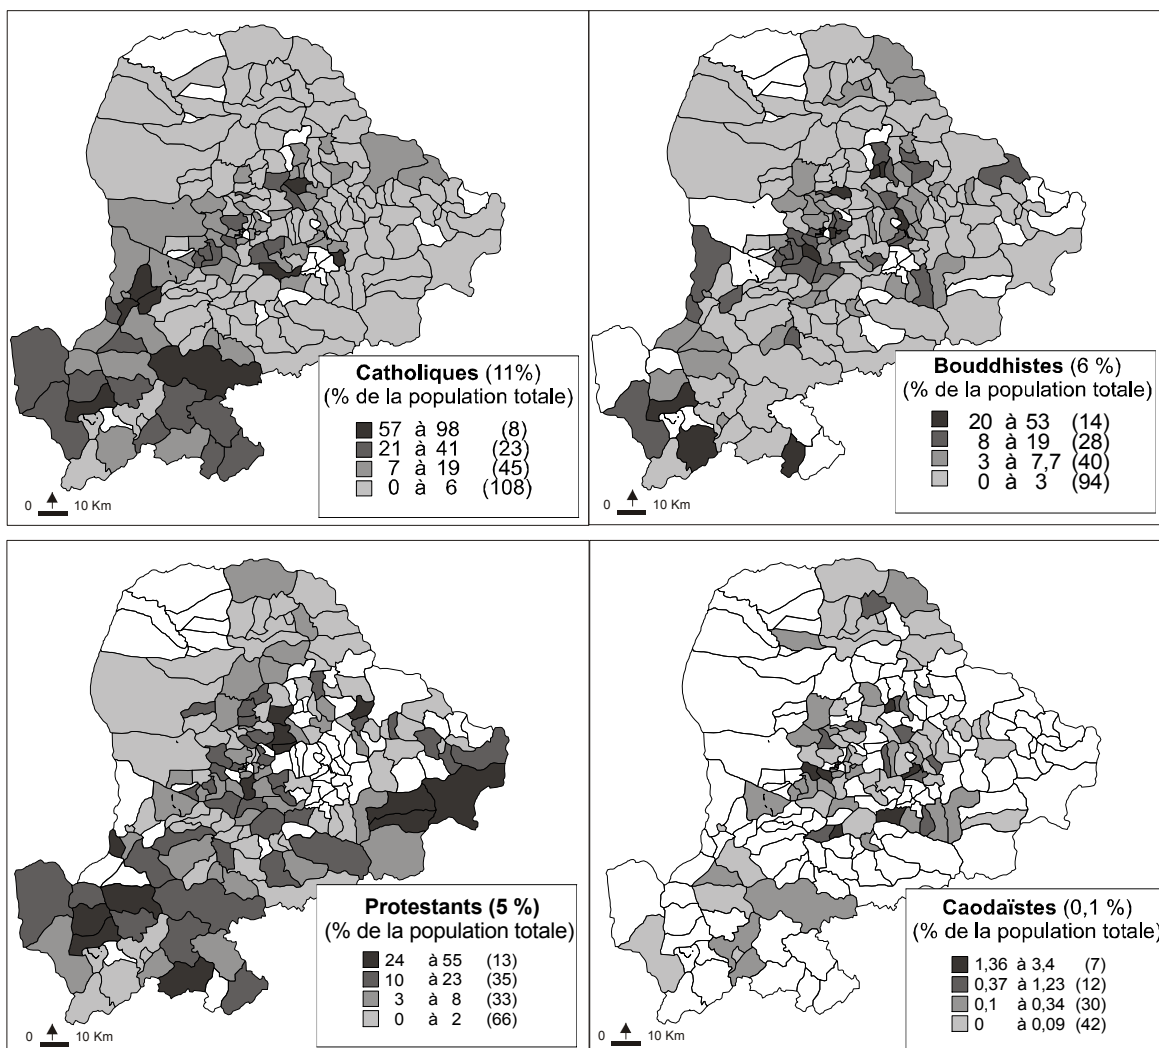 Catholiques (11%)
(% de la population totale)
57 à 98 (8)
21 à 41 (23)
7 à 19 (45)
0 à 6 (108)
0 10 Km
Bouddhistes (6 %)
(% de la population totale)
20 à 53 (14)
8 à 19 (28)
3 à 7,7 (40)
0 à 3 (94)
0 10 Km
Protestants (5 %)
(% de la population totale)
24 à 55 (13)
10 à 23 (35)
3 à 8 (33)
0 à 2 (66)
0 10 Km
Caodaïstes (0,1 %)
(% de la population totale)
1,36 à 3,4 (7)
0,37 à 1,23 (12)
0,1 à 0,34 (30)
0 à 0,09 (42)
0 10 Km